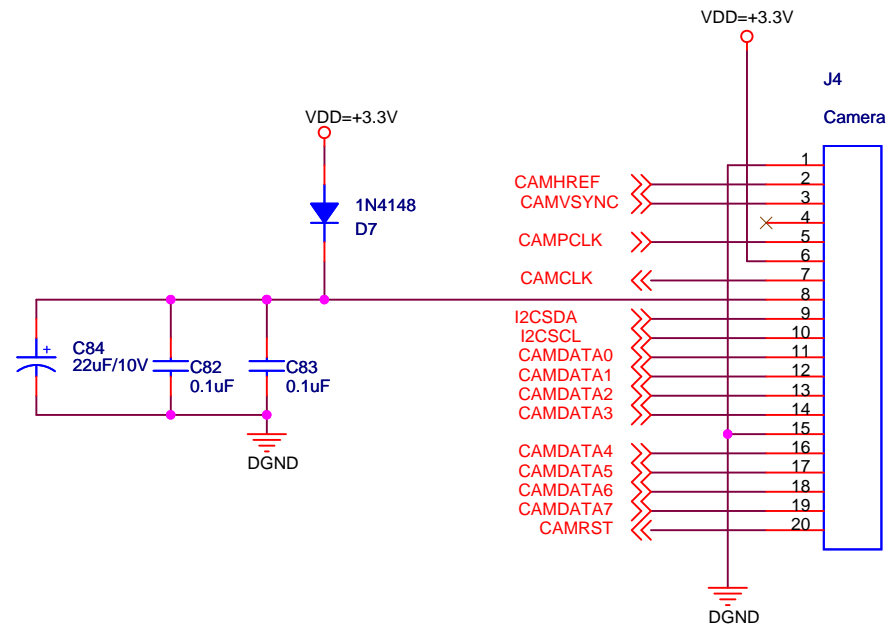 VDD=+3.3V
J4
Camera
VDD=+3.3V
1N4148
D7
1
CAMHREF 2
CAMVSYNC 3
4
CAMPCLK 5
6
CAMCLK 7
8
I2CSDA 9
I2CSCL 10
CAMDATA0 11
CAMDATA1 12
CAMDATA2 13
CAMDATA3 14
15
CAMDATA4 16
CAMDATA5 17
CAMDATA6 18
CAMDATA7 19
CAMRST 20
+
C84
22uF/10V
C82
0.1uF
C83
0.1uF
DGND
DGND